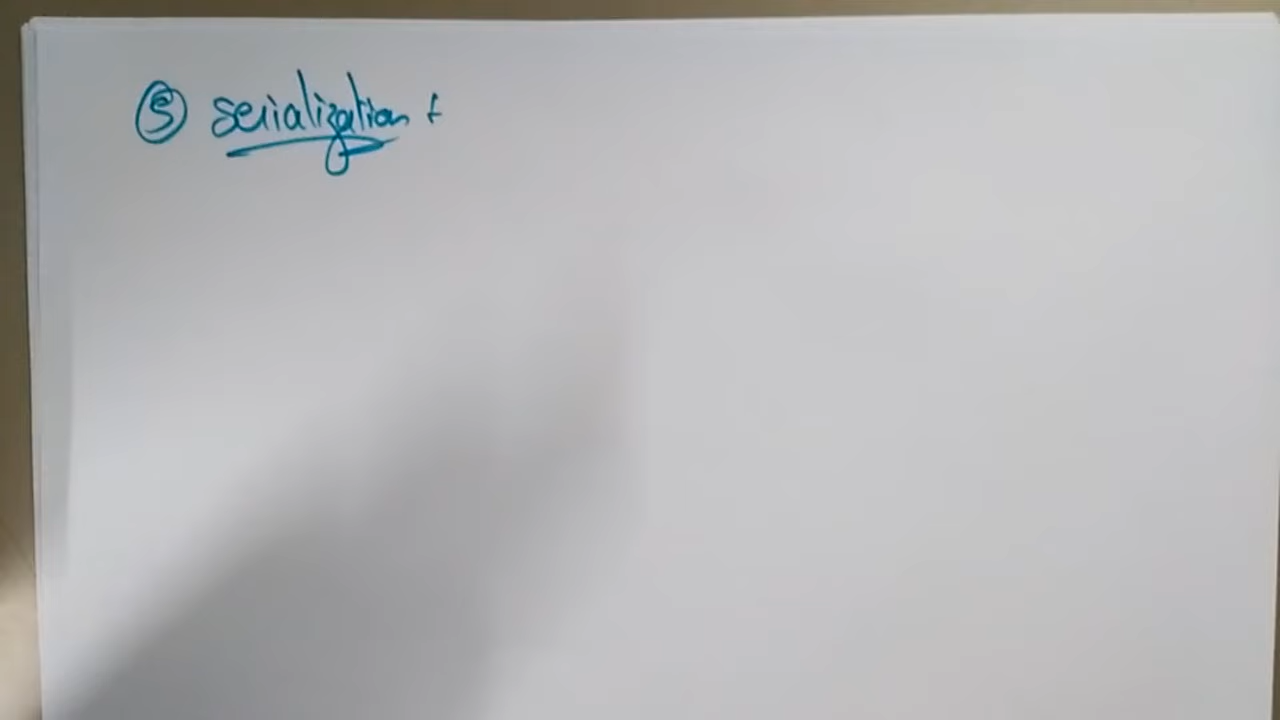 ⑤ serialization :